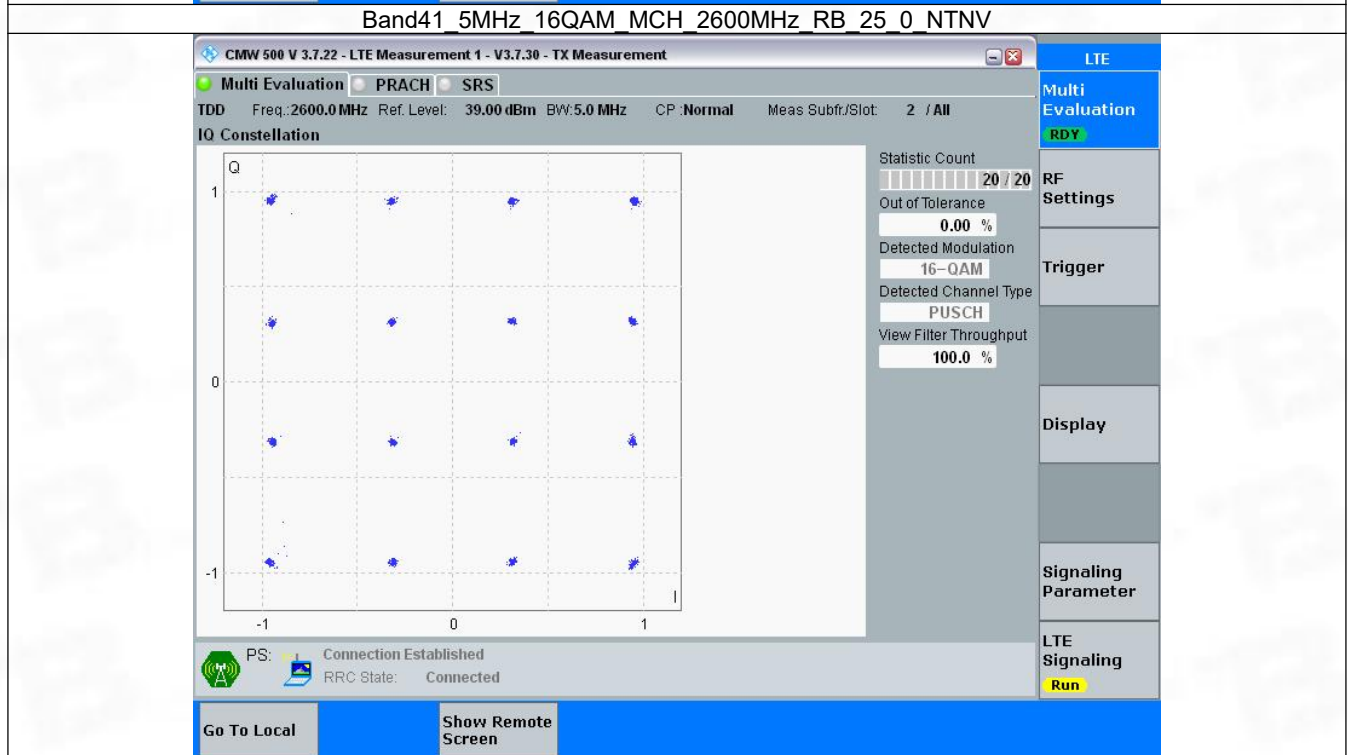 Band41_5MHz_16QAM_MCH_2600MHz_RB_25_0_NTNV
CMW 500 V 3.7.22 - LTE Measurement 1 - V3.7.30 - TX Measurement
LTE
Multi Evaluation PRACH SRS
Multi
Evaluation
RDY
TDD Freq.:2600.0 MHz Ref. Level: 39.00 dBm BW:5.0 MHz CP :Normal Meas Subfr./Slot: 2 / All
IQ Constellation
Q
1
0
-1
I
-1 0 1
Statistic Count
20 / 20
Out of Tolerance
0.00 %
Detected Modulation
16-QAM
Detected Channel Type
PUSCH
View Filter Throughput
100.0 %
RF
Settings
Trigger
Display
Signaling
Parameter
LTE
Signaling
Run
PS: Connection Established
RRC State: Connected
Go To Local
Show Remote
Screen